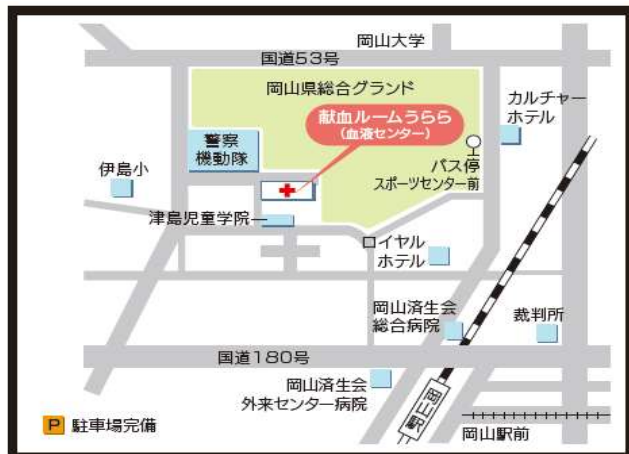 岡山大学
国道53号
岡山県総合グランド
献血ルームうらら
(血液センター)
カルチャー
ホテル
警察
機動隊
伊島小
バス停
スポーツセンター前
津島児童学院
ロイヤル
ホテル
岡山済生会
総合病院
裁判所
国道180号
岡山済生会
外来センター病院
岡山駅
P 駐車場完備
岡山駅前